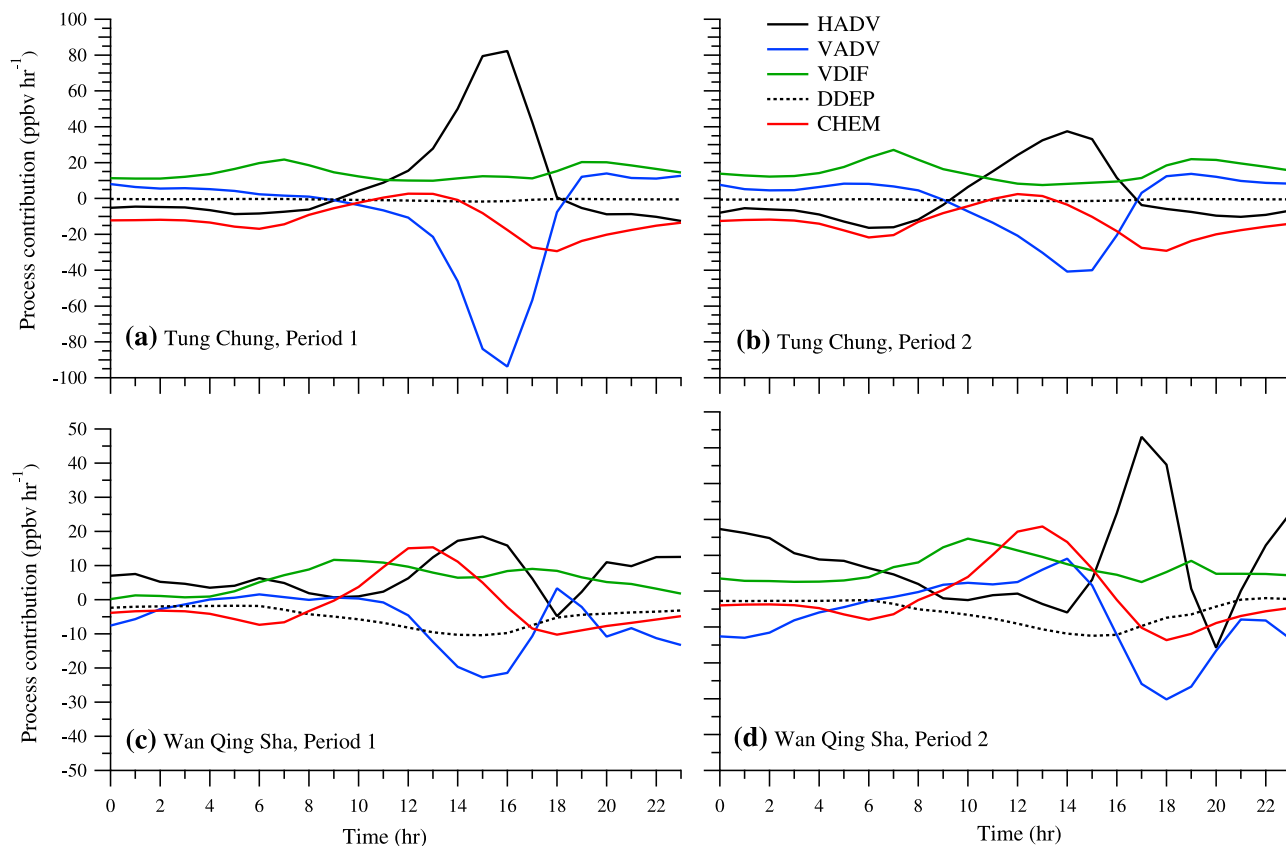 100
80
60
40
20
0
-20
-40
-60
-80
-100
Process contribution (ppbv hr-1)
(a) Tung Chung, Period 1
HADV
VADV
VDIF
DDEP
CHEM
(b) Tung Chung, Period 2
50
40
30
20
10
0
-10
-20
-30
-40
-50
Process contribution (ppbv hr-1)
(c) Wan Qing Sha, Period 1
(d) Wan Qing Sha, Period 2
0 2 4 6 8 10 12 14 16 18 20 22
0 2 4 6 8 10 12 14 16 18 20 22
Time (hr)
Time (hr)